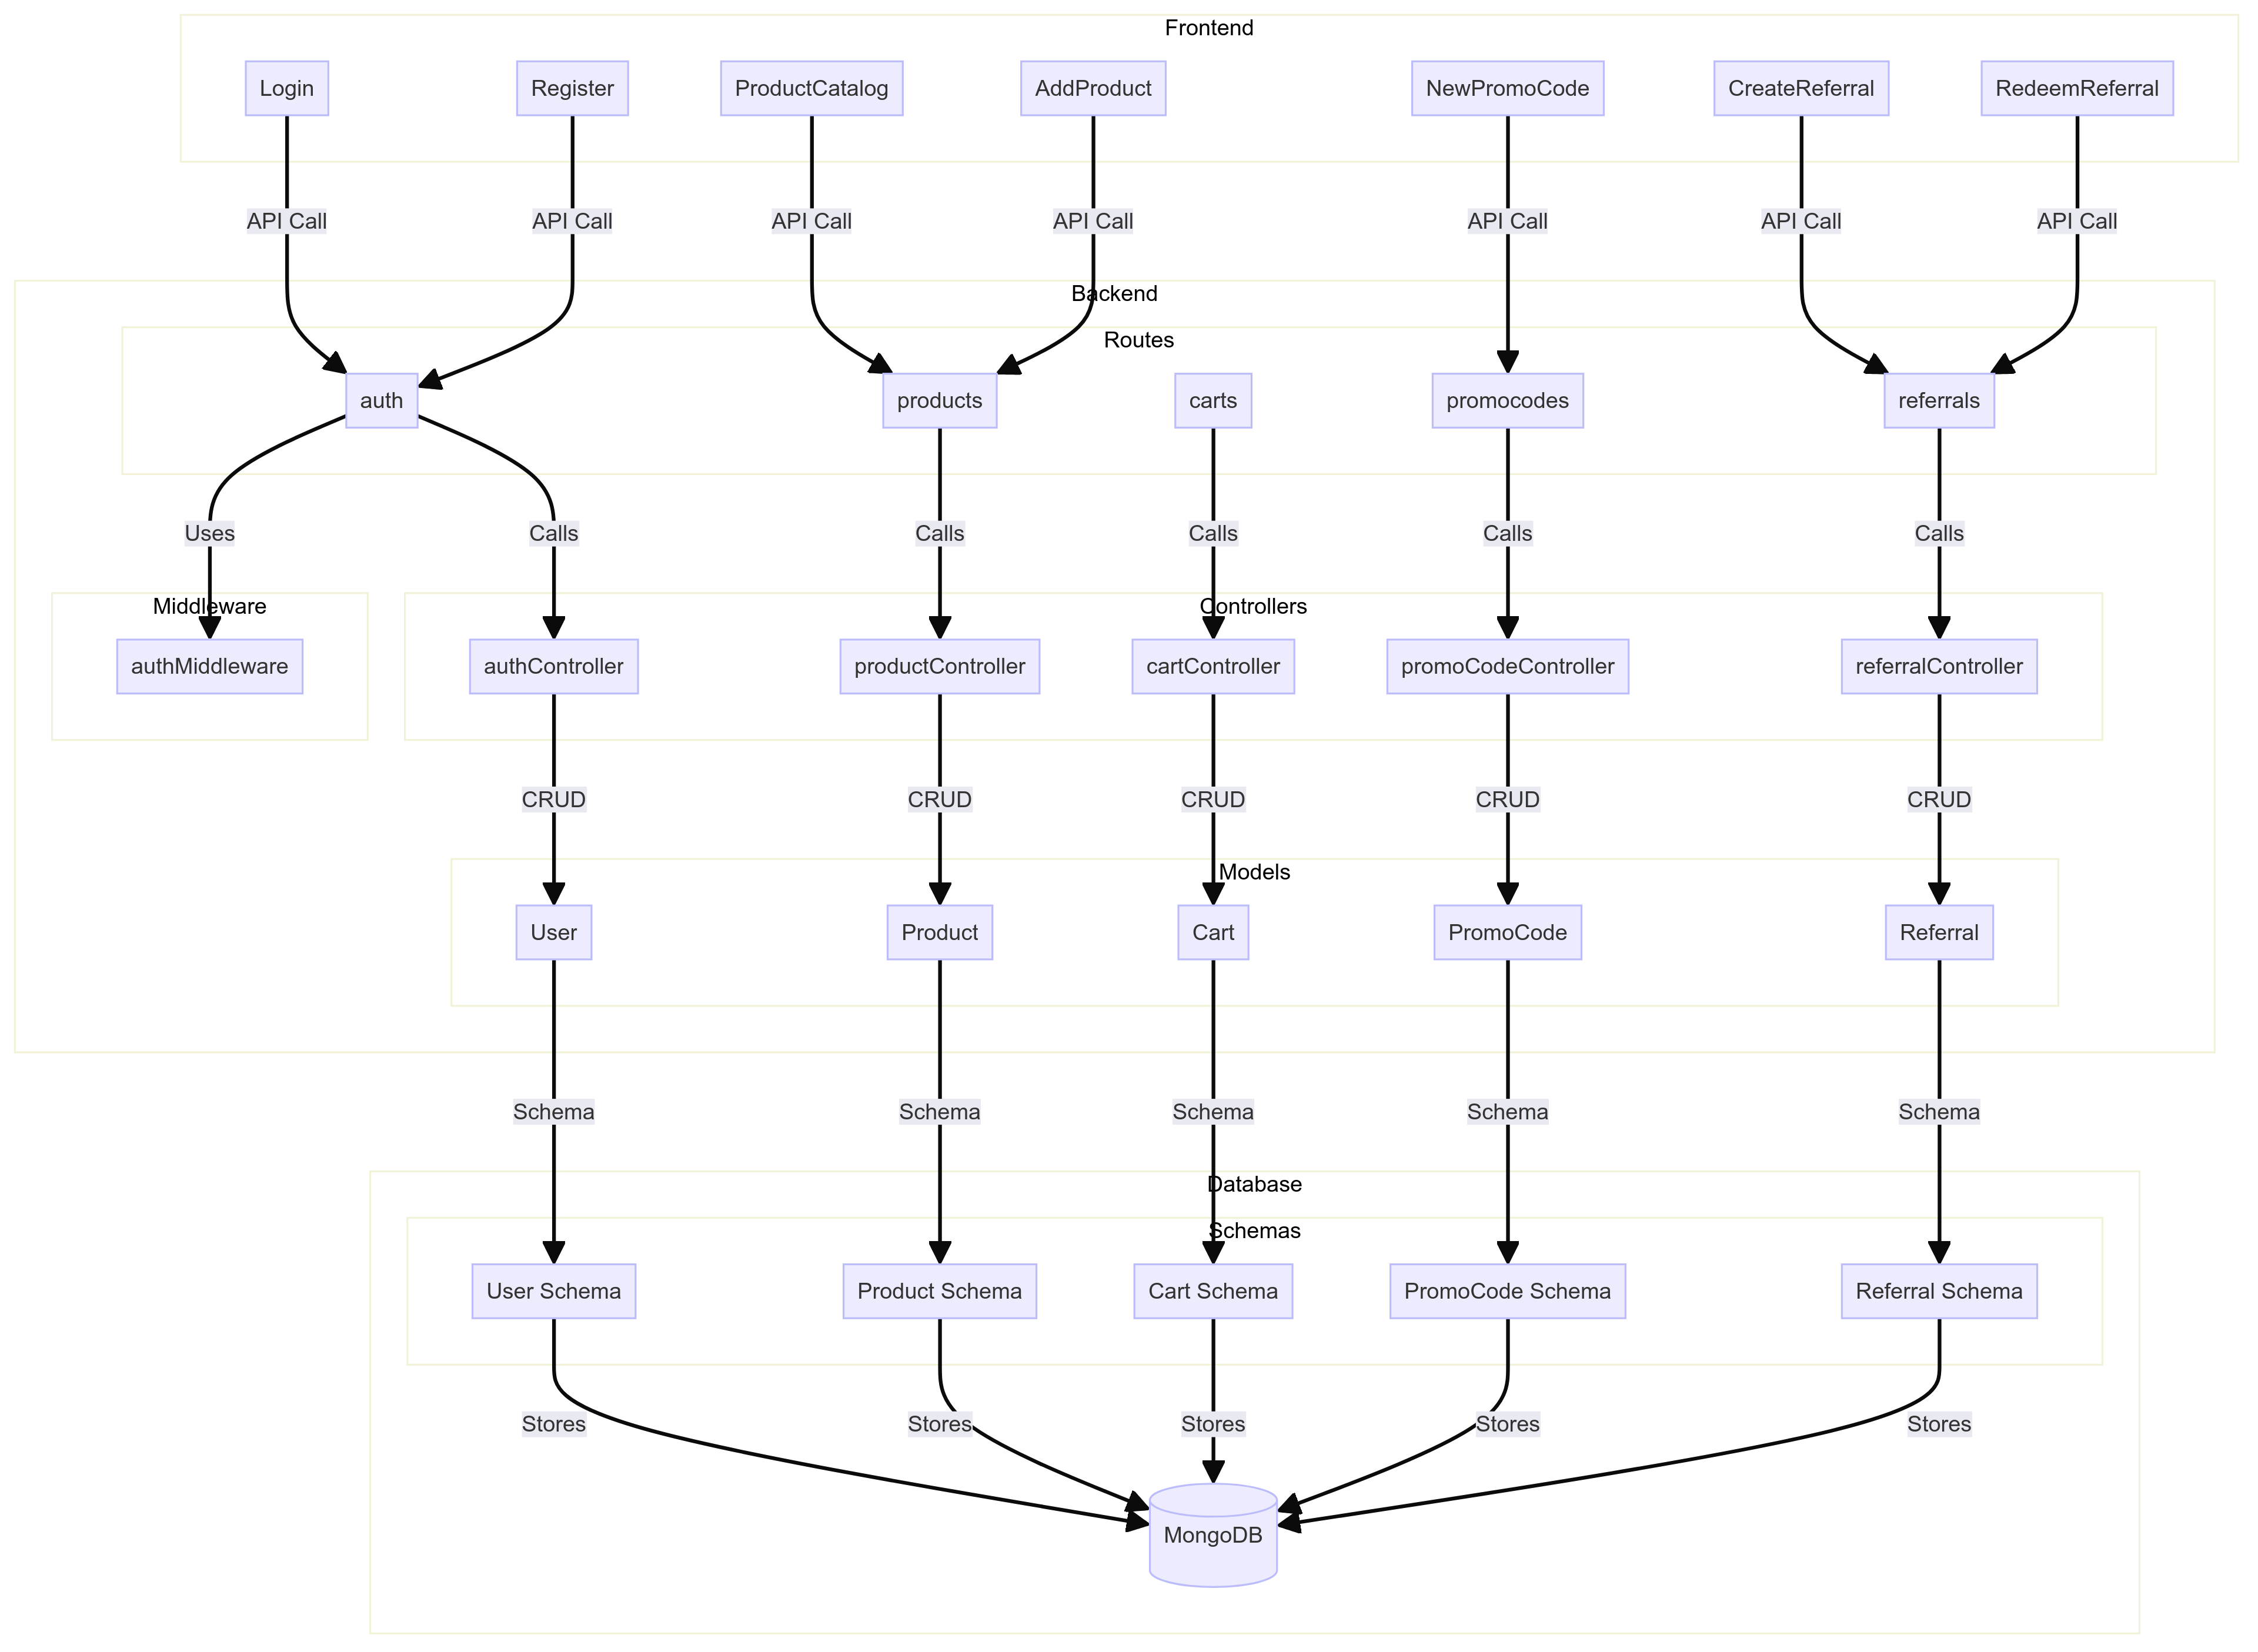 Frontend
Login
Register
ProductCatalog
AddProduct
NewPromoCode
CreateReferral
RedeemReferral
API Call
API Call
API Call
API Call
API Call
API Call
API Call
Backend
Routes
auth
products
carts
promocodes
referrals
Uses
Calls
Calls
Calls
Calls
Calls
Middleware
Controllers
authMiddleware
authController
productController
cartController
promoCodeController
referralController
CRUD
CRUD
CRUD
CRUD
CRUD
Models
User
Product
Cart
PromoCode
Referral
Schema
Schema
Schema
Schema
Schema
Database
Schemas
User Schema
Product Schema
Cart Schema
PromoCode Schema
Referral Schema
Stores
Stores
Stores
Stores
Stores
MongoDB